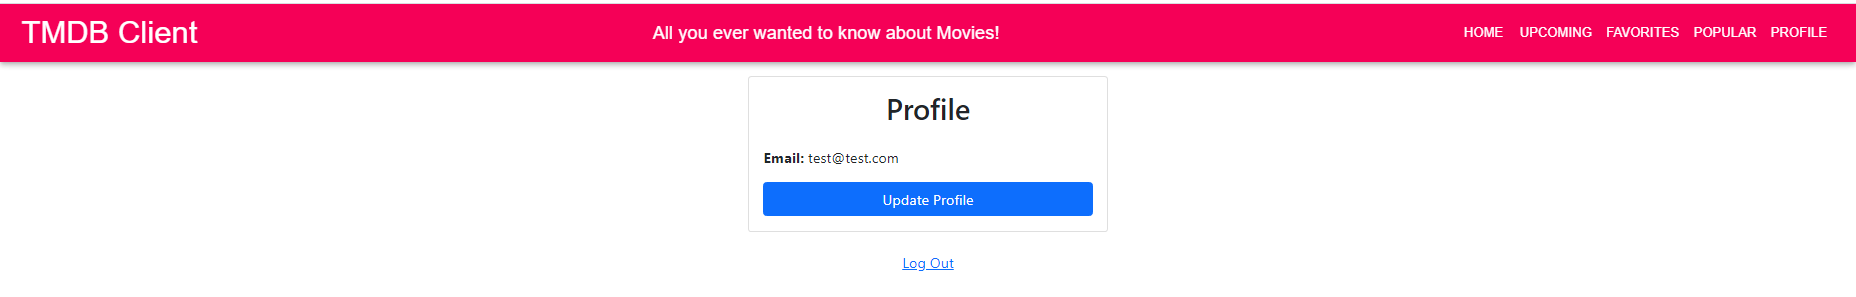 TMDB Client
All you ever wanted to know about Movies!
HOME UPCOMING FAVORITES POPULAR PROFILE
Profile
Email: test@test.com
Update Profile
Log Out